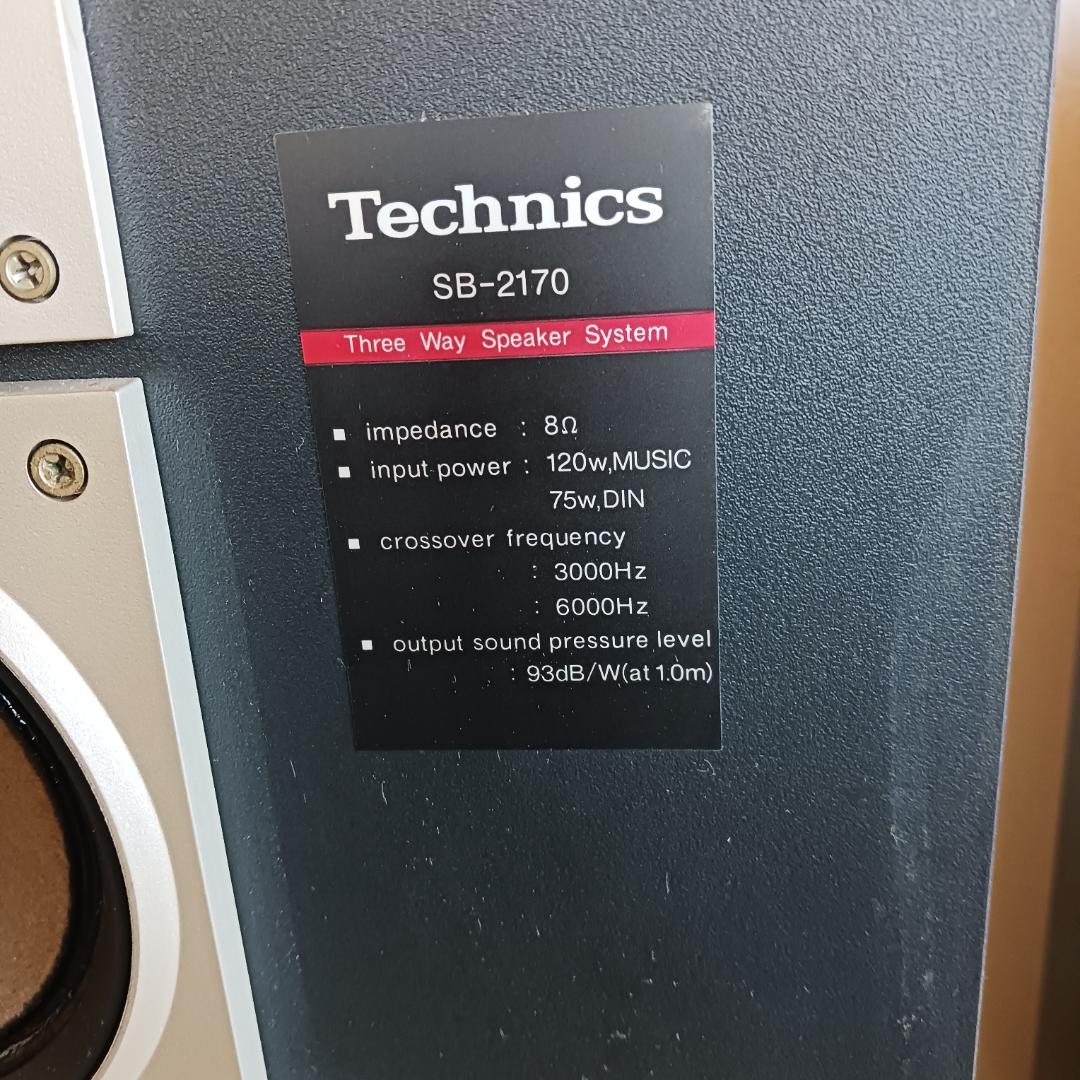 Technics
SB-2170
Three Way Speaker System
▪ impedance : 8Ω
▪ input power : 120w,MUSIC
75w,DIN
▪ crossover frequency
: 3000Hz
: 6000Hz
▪ output sound pressure level
: 93dB/W(at 1.0m)